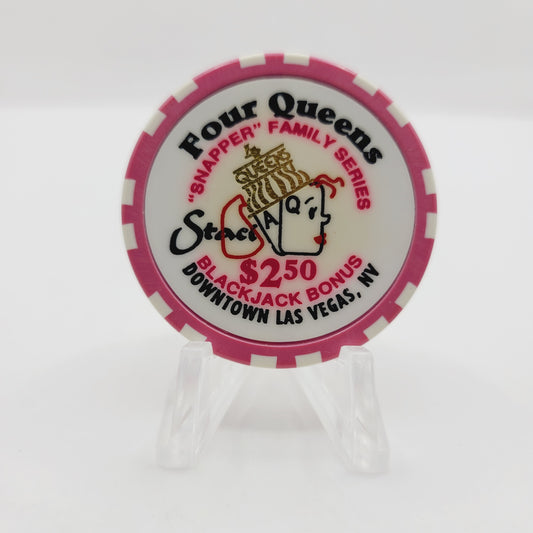 Four Queens
"SNAPPER" FAMILY SERIES
QUEENS
Staci
A Q
$2.50
BLACKJACK BONUS
DOWNTOWN LAS VEGAS, NV